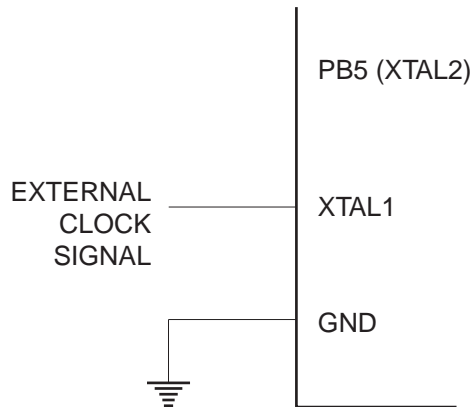 PB5 (XTAL2)
EXTERNAL
CLOCK
SIGNAL
XTAL1
GND